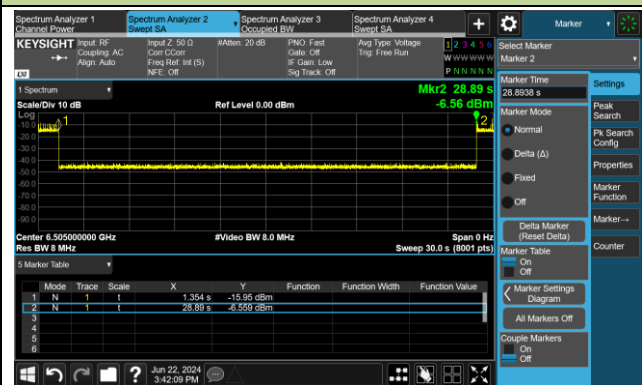 Spectrum Analyzer 1
Channel Power
Spectrum Analyzer 2
Swept SA
Spectrum Analyzer 3
Occupied BW
Spectrum Analyzer 4
Swept SA
+
Marker
KEYSIGHT
Input: RF
Coupling: AC
Align: Auto
Input Z: 50 Ω
Corr CCorr
Freq Ref: Int (S)
NFE: Off
#Atten: 20 dB
PNO: Fast
Gate: Off
IF Gain: Low
Sig Track: Off
Avg Type: Voltage
Trig: Free Run
1 2 3 4 5 6
W W W W W W
P N N N N N
LXI
Select Marker
Marker 2
1 Spectrum
Mkr2 28.89 s
Scale/Div 10 dB
Ref Level 0.00 dBm
-6.56 dBm
Log
-10.0
-20.0
-30.0
-40.0
-50.0
-60.0
-70.0
-80.0
-90.0
1
2
Center 6.505000000 GHz
#Video BW 8.0 MHz
Span 0 Hz
Res BW 8 MHz
Sweep 30.0 s (8001 pts)
5 Marker Table
Mode Trace Scale X Y Function Function Width Function Value
1 N 1 t 1.354 s -15.95 dBm
2 N 1 t 28.89 s -6.559 dBm
3
4
5
6
Marker Time
28.8938 s
Marker Mode
Normal
Delta (Δ)
Fixed
Off
Delta Marker
(Reset Delta)
Marker Table
On
Off
Marker Settings
Diagram
All Markers Off
Couple Markers
On
Off
Settings
Peak
Search
Pk Search
Config
Properties
Marker
Function
Marker→
Counter
?
Jun 22, 2024
3:42:09 PM